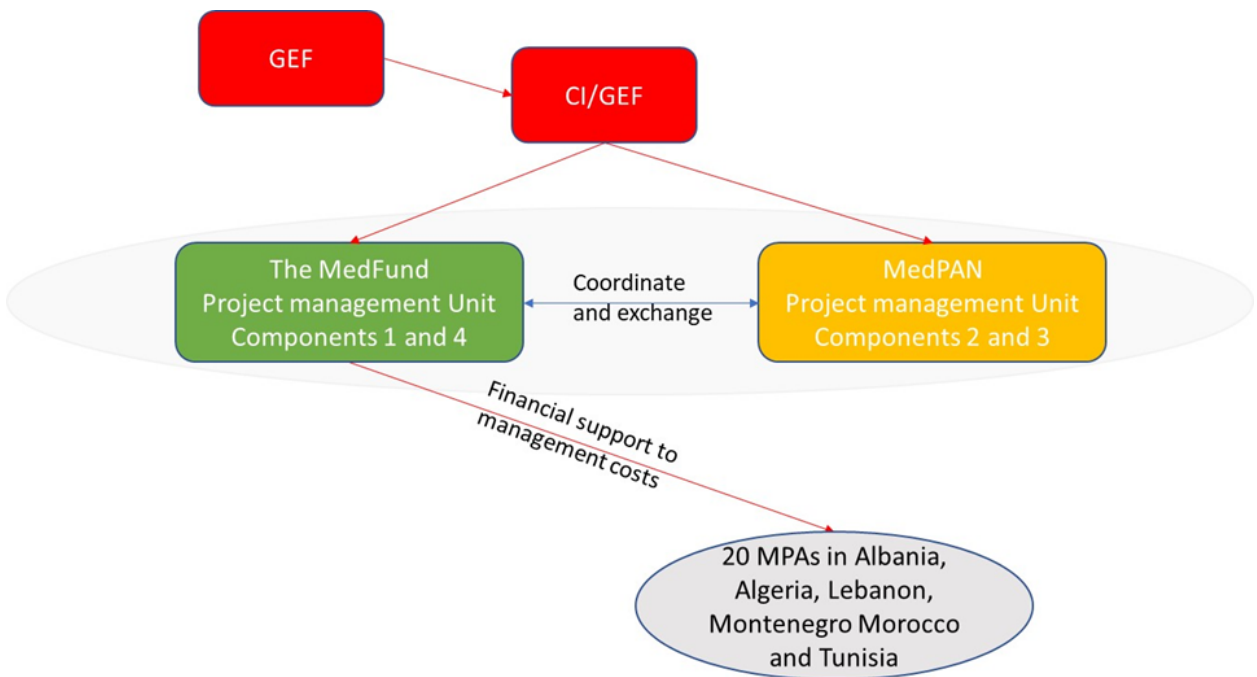 GEF
CI/GEF
The MedFund
Project management Unit
Components 1 and 4
Coordinate
and exchange
MedPAN
Project management Unit
Components 2 and 3
Financial support to
management costs
20 MPAs in Albania,
Algeria, Lebanon,
Montenegro Morocco
and Tunisia